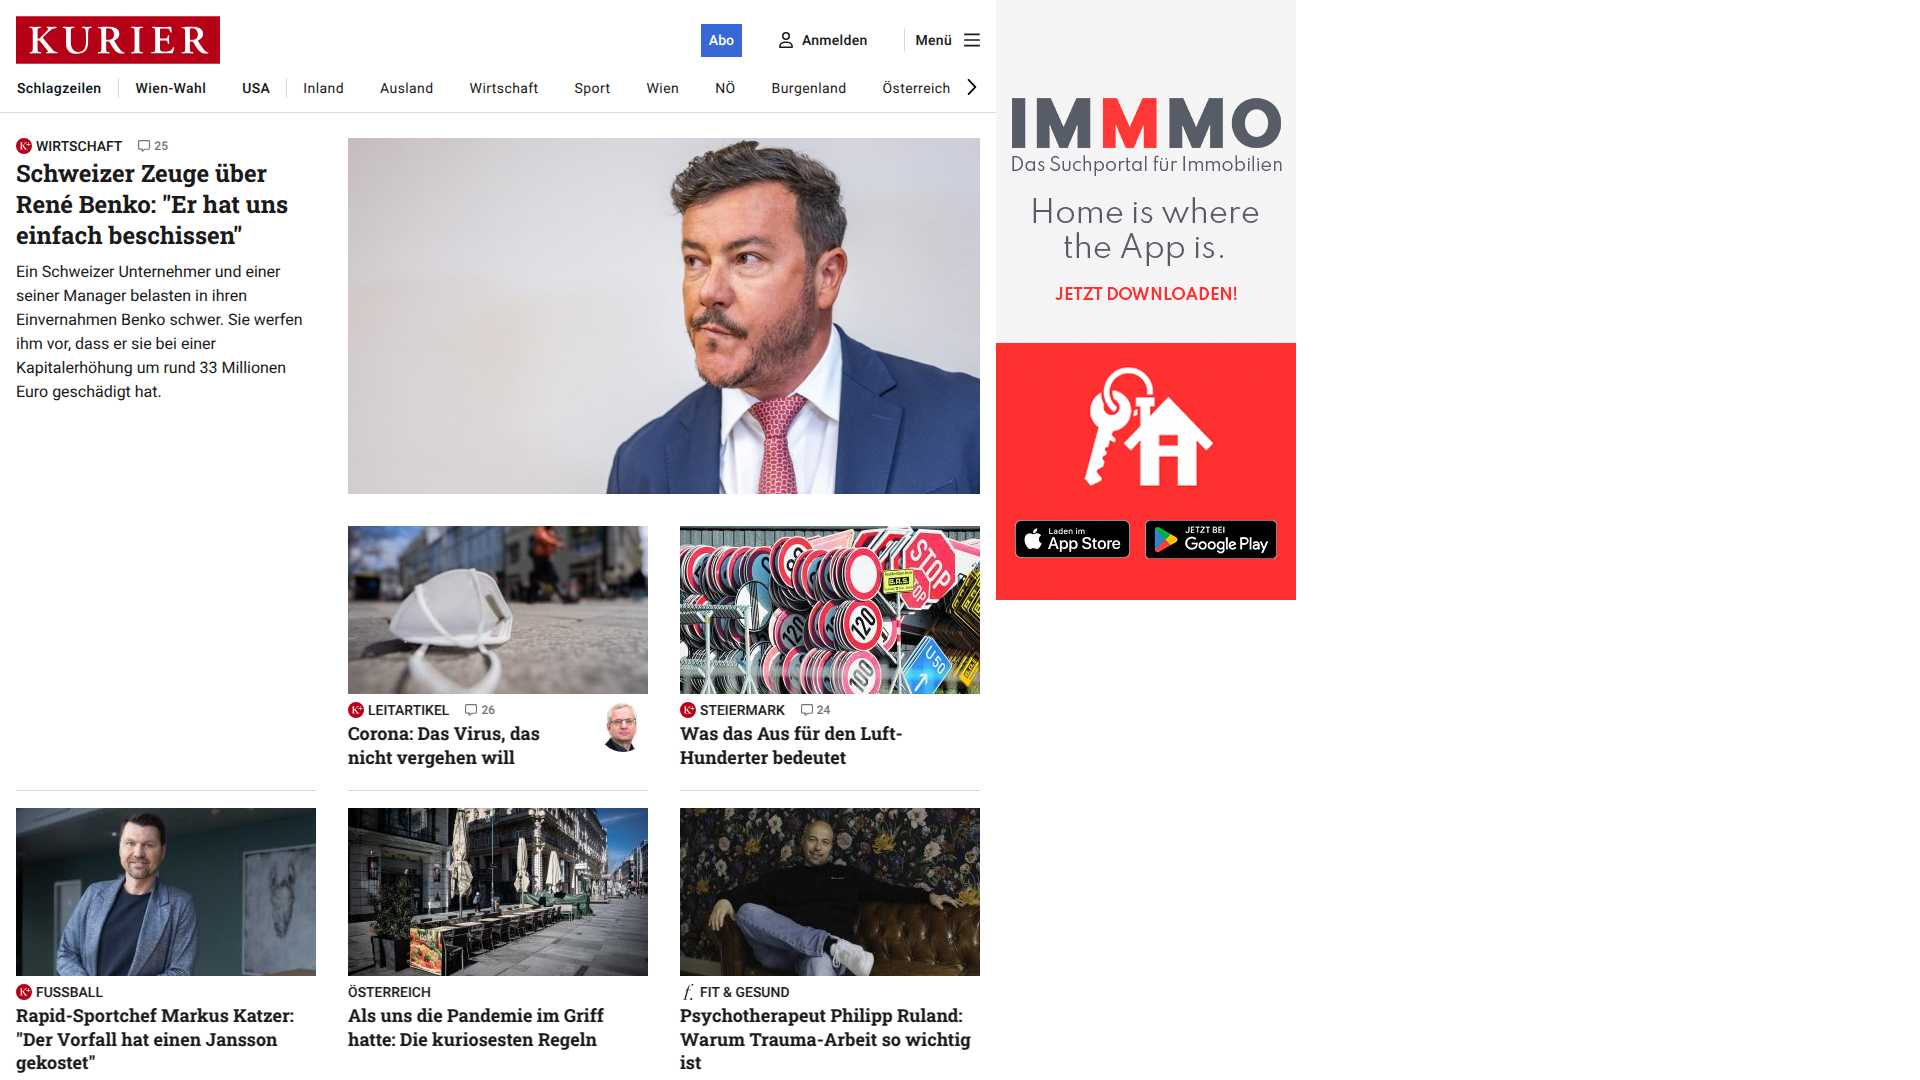 KURIER
Abo
Anmelden
Menü
Schlagzeilen
Wien-Wahl
USA
Inland
Ausland
Wirtschaft
Sport
Wien
NÖ
Burgenland
Österreich
K+ WIRTSCHAFT 25
Schweizer Zeuge über
René Benko: "Er hat uns
einfach beschissen"
Ein Schweizer Unternehmer und einer
seiner Manager belasten in ihren
Einvernahmen Benko schwer. Sie werfen
ihm vor, dass er sie bei einer
Kapitalerhöhung um rund 33 Millionen
Euro geschädigt hat.
STOP
B.A.S.
STOP
120
120
100
U50
K+ LEITARTIKEL 26
Corona: Das Virus, das
nicht vergehen will
K+ STEIERMARK 24
Was das Aus für den Luft-
Hunderter bedeutet
K+ FUSSBALL
Rapid-Sportchef Markus Katzer:
"Der Vorfall hat einen Jansson
gekostet"
ÖSTERREICH
Als uns die Pandemie im Griff
hatte: Die kuriosesten Regeln
f. FIT & GESUND
Psychotherapeut Philipp Ruland:
Warum Trauma-Arbeit so wichtig
ist
IMMMO
Das Suchportal für Immobilien
Home is where
the App is.
JETZT DOWNLOADEN!
Laden im
App Store
JETZT BEI
Google Play